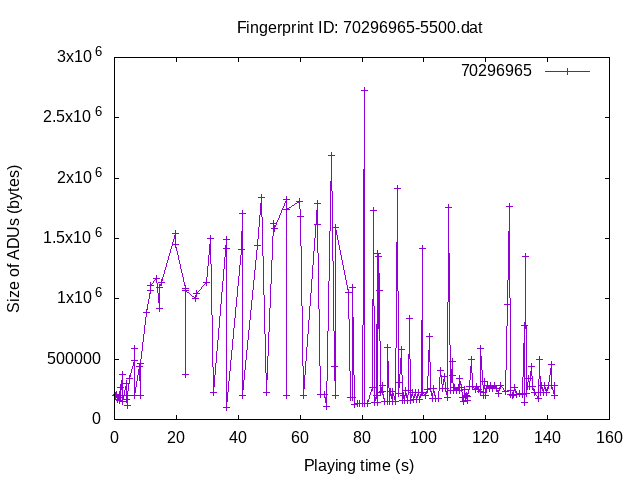 Fingerprint ID: 70296965-5500.dat
70296965
3x10^6
2.5x10^6
2x10^6
1.5x10^6
1x10^6
500000
0
Size of ADUs (bytes)
0 20 40 60 80 100 120 140 160
Playing time (s)